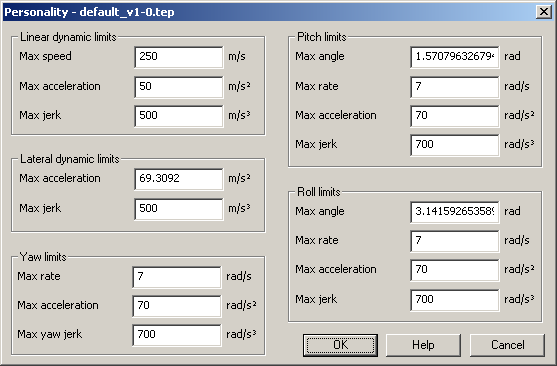 Personality - default_v1-0.tep
Linear dynamic limits
Max speed 250 m/s
Max acceleration 50 m/s²
Max jerk 500 m/s³
Lateral dynamic limits
Max acceleration 69.3092 m/s²
Max jerk 500 m/s³
Yaw limits
Max rate 7 rad/s
Max acceleration 70 rad/s²
Max yaw jerk 700 rad/s³
Pitch limits
Max angle 1.57079632679 rad
Max rate 7 rad/s
Max acceleration 70 rad/s²
Max jerk 700 rad/s³
Roll limits
Max angle 3.14159265358 rad
Max rate 7 rad/s
Max acceleration 70 rad/s²
Max jerk 700 rad/s³
OK Help Cancel